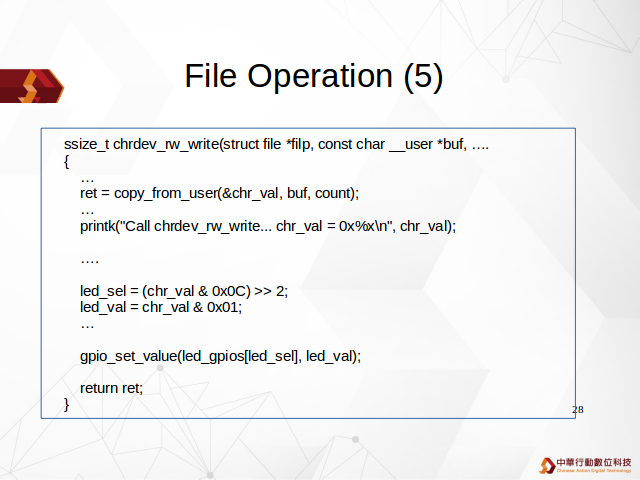 File Operation (5)
ssize_t chrdev_rw_write(struct file *filp, const char __user *buf, ….
{
…
ret = copy_from_user(&chr_val, buf, count);
…
printk("Call chrdev_rw_write... chr_val = 0x%x\n", chr_val);
….
led_sel = (chr_val & 0x0C) >> 2;
led_val = chr_val & 0x01;
…
gpio_set_value(led_gpios[led_sel], led_val);
return ret;
}
28
中華行動數位科技
Chinese Action Digital Technology